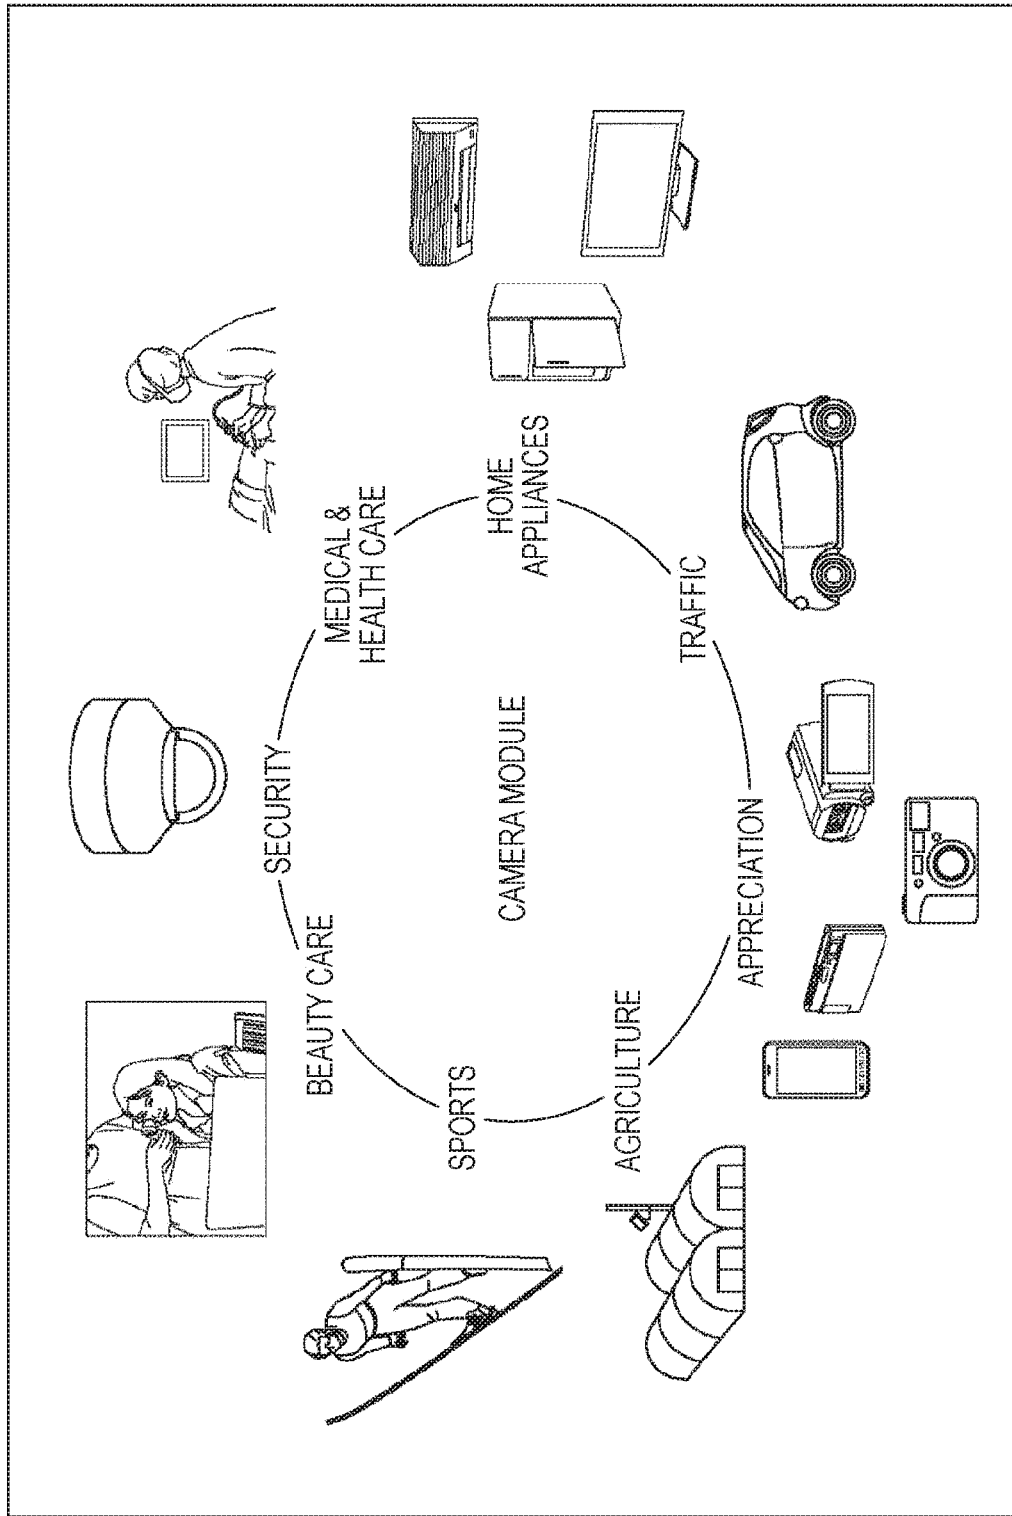 SECURITY
BEAUTY CARE
MEDICAL &
HEALTH CARE
SPORTS
CAMERA MODULE
HOME
APPLIANCES
AGRICULTURE
TRAFFIC
APPRECIATION